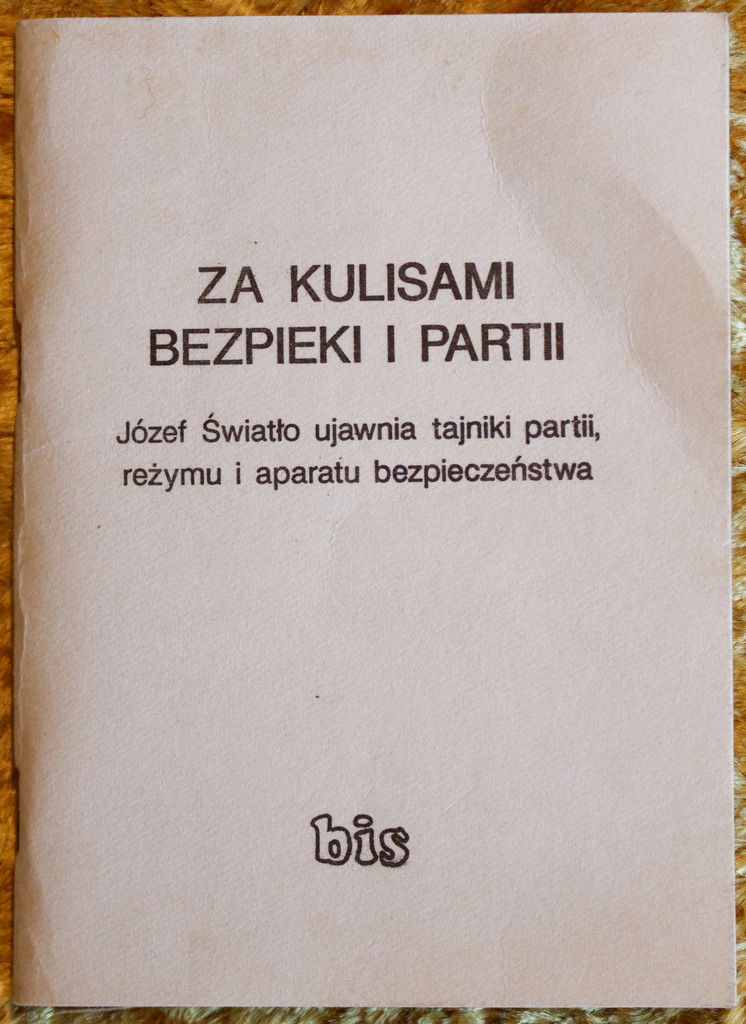 ZA KULISAMI
BEZPIEKI I PARTII
Józef Światło ujawnia tajniki partii,
reżymu i aparatu bezpieczeństwa
bis